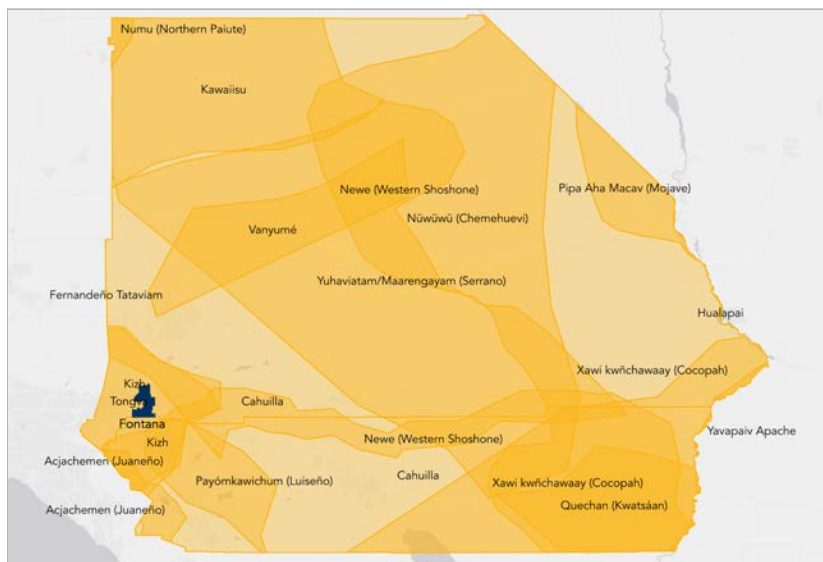 Numu (Northern Paiute)
Kawaiisu
Newe (Western Shoshone)
Pipa Aha Macav (Mojave)
Nüwüwü (Chemehuevi)
Vanyumé
Yuhaviatam/Maarengayam (Serrano)
Fernandeño Tataviam
Hualapai
Xawi kwñchawaay (Cocopah)
Kizh
Tongva
Cahuilla
Fontana
Yavapaiv Apache
Kizh
Newe (Western Shoshone)
Acjachemen (Juaneño)
Payómkawichum (Luiseño)
Cahuilla
Xawi kwñchawaay (Cocopah)
Quechan (Kwatsáan)
Acjachemen (Juaneño)